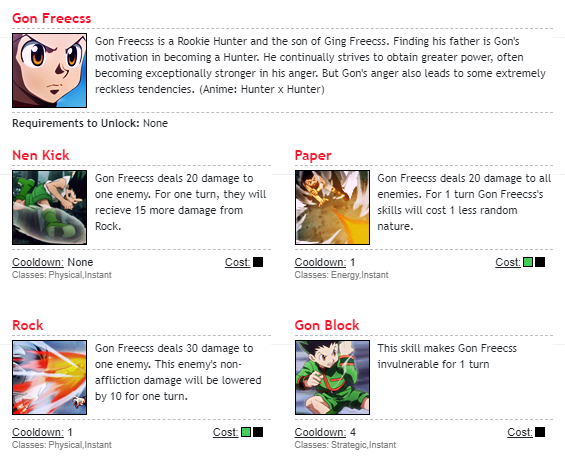 Gon Freecss
Gon Freecss is a Rookie Hunter and the son of Ging Freecss. Finding his father is Gon's
motivation in becoming a Hunter. He continually strives to obtain greater power, often
becoming exceptionally stronger in his anger. But Gon's anger also leads to some extremely
reckless tendencies. (Anime: Hunter x Hunter)
Requirements to Unlock: None
Nen Kick
Gon Freecss deals 20 damage to
one enemy. For one turn, they will
recieve 15 more damage from
Rock.
Cooldown: None Cost:
Classes: Physical,Instant
Paper
Gon Freecss deals 20 damage to all
enemies. For 1 turn Gon Freecss's
skills will cost 1 less random
nature.
Cooldown: 1 Cost:
Classes: Energy,Instant
Rock
Gon Freecss deals 30 damage to
one enemy. This enemy's non-
affliction damage will be lowered
by 10 for one turn.
Cooldown: 1 Cost:
Classes: Physical,Instant
Gon Block
This skill makes Gon Freecss
invulnerable for 1 turn
Cooldown: 4 Cost:
Classes: Strategic,Instant